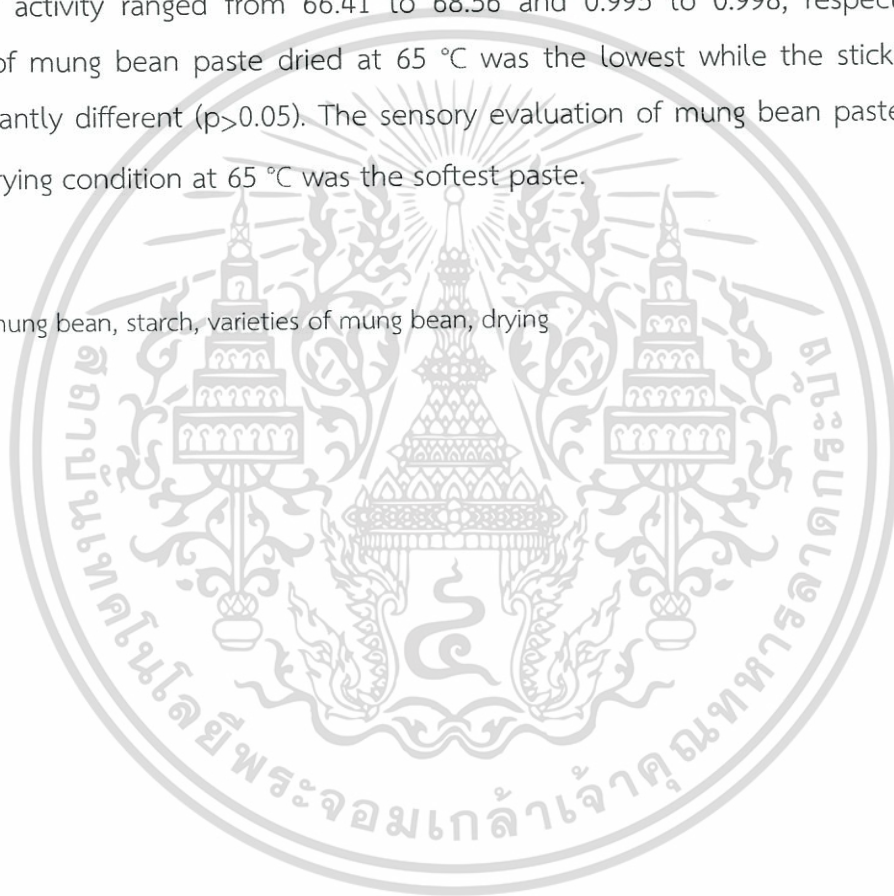 activity ranged from 66.41 to 68.56 and 0.995 to 0.998,
of mung bean paste dried at 65 °C was the lowest while the stick
antly different (p>0.05). The sensory evaluation of mung bean paste
rying condition at 65 °C was the softest paste.
mung bean, starch, varieties of mung bean, drying
สถาบันเทคโนโลยีพระจอมเกล้าเจ้าคุณทหารลาดกระบัง